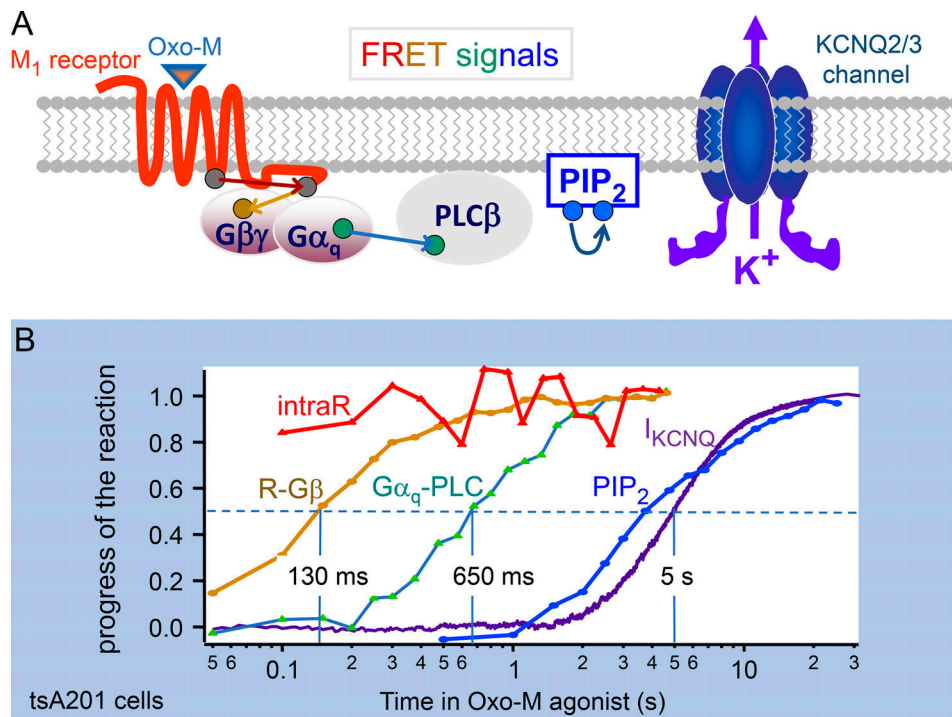 A
Oxo-M
M₁ receptor
FRET signals
KCNQ2/3
channel
Gβγ
Gαq
PLCβ
PIP₂
K⁺
B
progress of the reaction
1.0
0.8
0.6
0.4
0.2
0.0
intraR
R-Gβ
Gαq-PLC
PIP₂
I_KCNQ
130 ms
650 ms
5 s
5 6 0.1 2 3 4 5 6 1 2 3 4 5 6 10 2 3
Time in Oxo-M agonist (s)
tsA201 cells